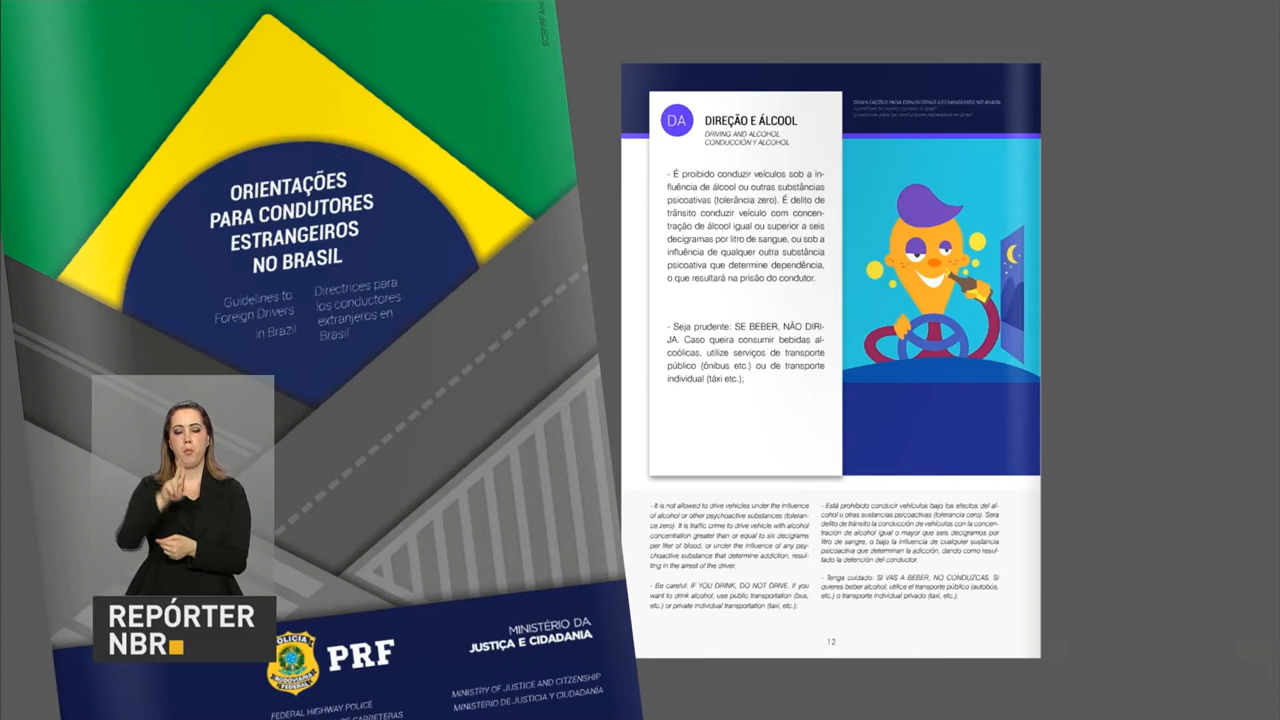 ORIENTAÇÕES
PARA CONDUTORES
ESTRANGEIROS
NO BRASIL
Guidelines to
Foreign Drivers
in Brazil
Directrices para
los conductores
extranjeros en
Brasil
REPÓRTER
NBR
POLÍCIA
RODOVIÁRIA
FEDERAL
PRF
MINISTÉRIO DA
JUSTIÇA E CIDADANIA
FEDERAL HIGHWAY POLICE
DE CARRETERAS
MINISTRY OF JUSTICE AND CITIZENSHIP
MINISTERIO DE JUSTICIA Y CIUDADANÍA
DA
DIREÇÃO E ÁLCOOL
DRIVING AND ALCOHOL
CONDUCCIÓN Y ALCOHOL
ORIENTAÇÕES PARA CONDUTORES ESTRANGEIROS NO BRASIL
- É proibido conduzir veículos sob a in-
fluência de álcool ou outras substâncias
psicoativas (tolerância zero). É delito de
trânsito conduzir veículo com concen-
tração de álcool igual ou superior a seis
decigramas por litro de sangue, ou sob a
influência de qualquer outra substância
psicoativa que determine dependência,
o que resultará na prisão do condutor.
- Seja prudente: SE BEBER, NÃO DIRI-
JA. Caso queira consumir bebidas al-
coólicas, utilize serviços de transporte
público (ônibus etc.) ou de transporte
individual (táxi etc.);
- It is not allowed to drive vehicles under the influence
of alcohol or other psychoactive substances (toleran-
ce zero). It is traffic crime to drive vehicle with alcohol
concentration greater than or equal to six decigrams
per liter of blood, or under the influence of any psy-
choactive substance that determine addiction, resul-
ting in the arrest of the driver.
- Be careful: IF YOU DRINK, DO NOT DRIVE. If you
want to drink alcohol, use public transportation (bus,
etc.) or private individual transportation (taxi, etc.);
- Está prohibido conducir vehículos bajo los efectos del al-
cohol u otras sustancias psicoactivas (tolerancia cero). Será
delito de tránsito la conducción de vehículos con la concen-
tración de alcohol igual o mayor que seis decigramos por
litro de sangre, o bajo la influencia de cualquier sustancia
psicoactiva que determinan la adicción, dando como resul-
tado la detención del conductor.
- Tenga cuidado: SI VAS A BEBER, NO CONDUZCAS. Si
quieres beber alcohol, utilice el transporte público (autobús,
etc.) o transporte individual privado (taxi, etc.);
12